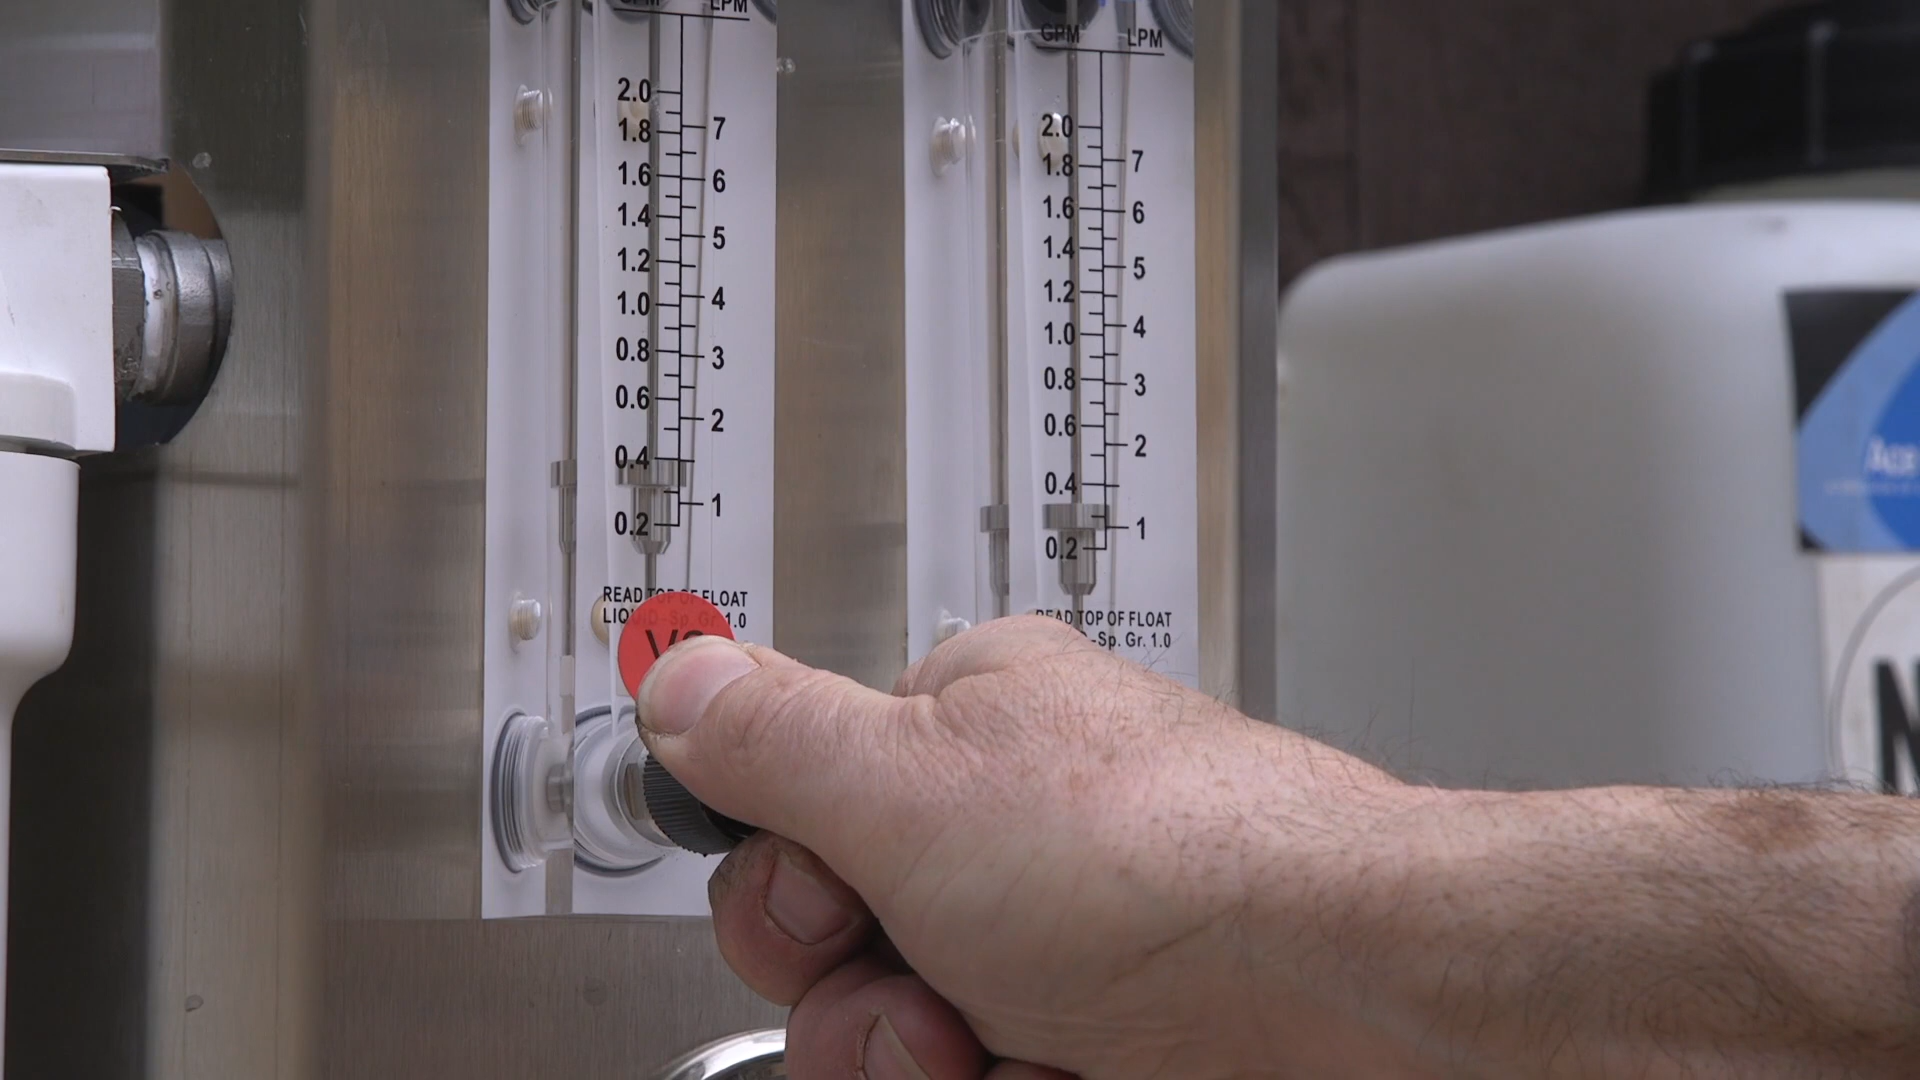 GPM LPM
2.0
1.8 7
1.6 6
1.4
1.2 5
1.0 4
0.8 3
0.6 2
0.4
0.2 1
READ TOP OF FLOAT
LIQUID-Sp. Gr. 1.0
GPM LPM
2.0
1.8 7
1.6 6
1.4
1.2 5
1.0 4
0.8 3
0.6 2
0.4
0.2 1
READ TOP OF FLOAT
-Sp. Gr. 1.0
Ace